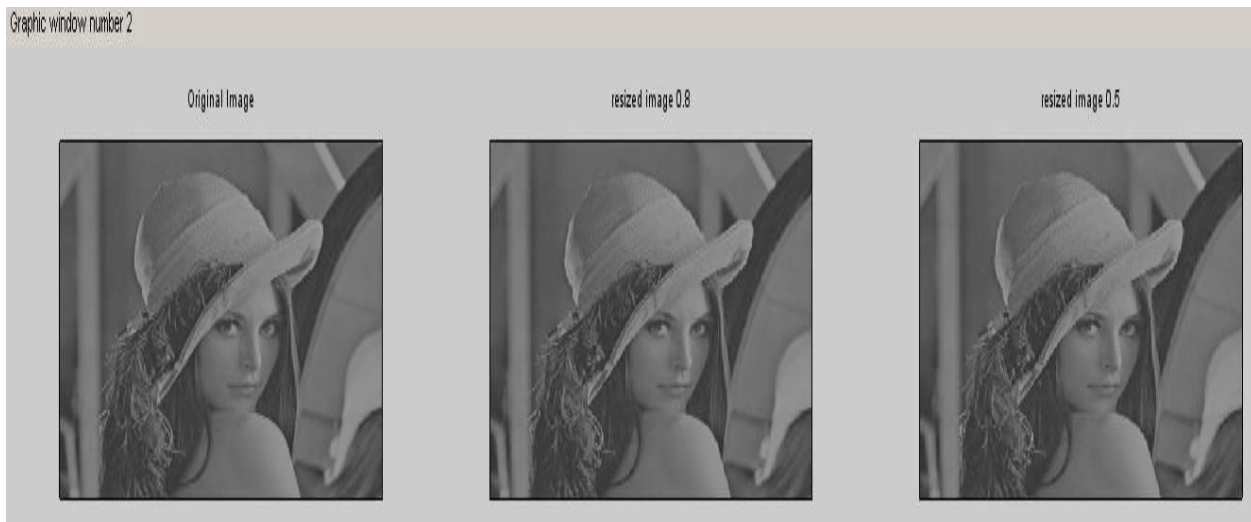 Graphic window number 2
Original Image
resized image 0.8
resized image 0.5